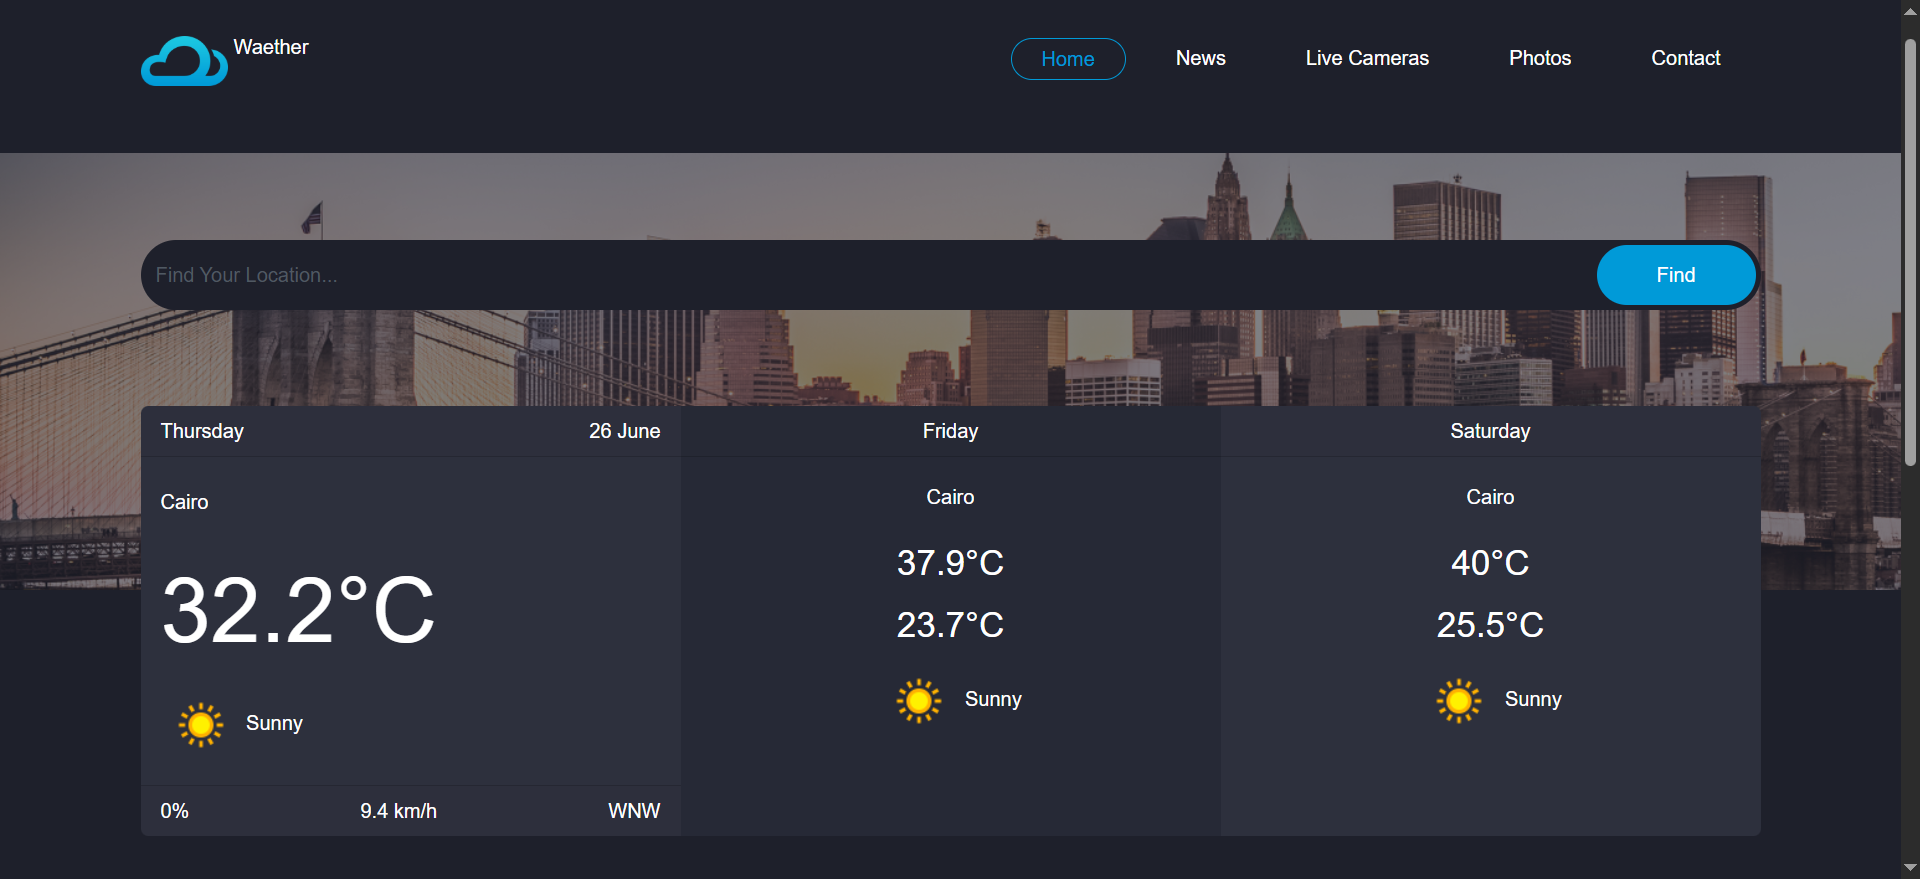 Waether
Home News Live Cameras Photos Contact
Find Your Location...
Find
Thursday 26 June
Cairo
32.2°C
Sunny
0% 9.4 km/h WNW
Friday
Cairo
37.9°C
23.7°C
Sunny
Saturday
Cairo
40°C
25.5°C
Sunny